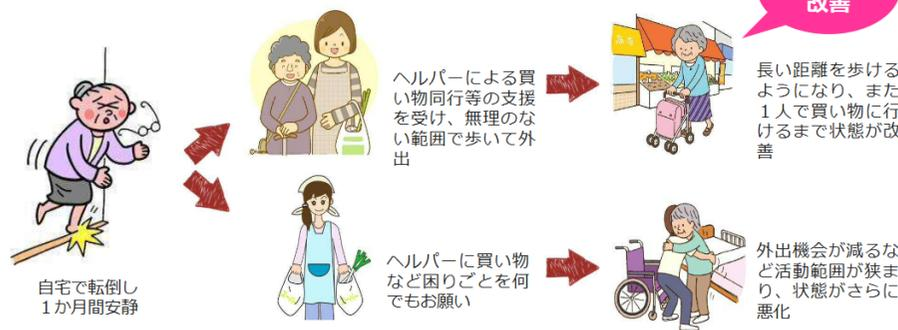 改善
ヘルパーによる買
い物同行等の支援
を受け、無理のな
い範囲で歩いて外
出
長い距離を歩ける
ようになり、また
１人で買い物に行
けるまで状態が改
善
自宅で転倒し
１か月間安静
ヘルパーに買い物
など困りごとを何
でもお願い
外出機会が減るな
ど活動範囲が狭ま
り、状態がさらに
悪化